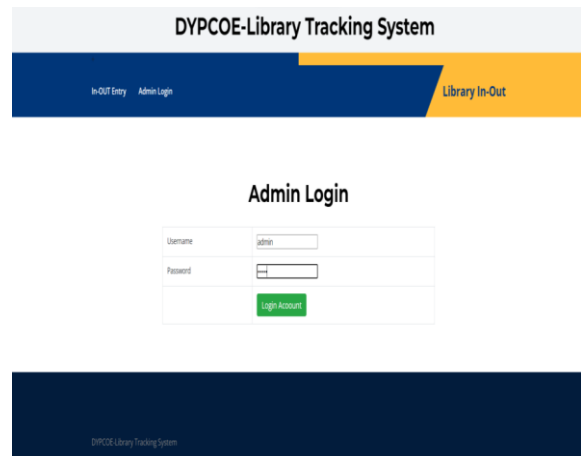 DYPCOE-Library Tracking System
In-OUT Entry Admin Login
Library In-Out
Admin Login
Username admin
Password
Login Account
DYPCOE-Library Tracking System